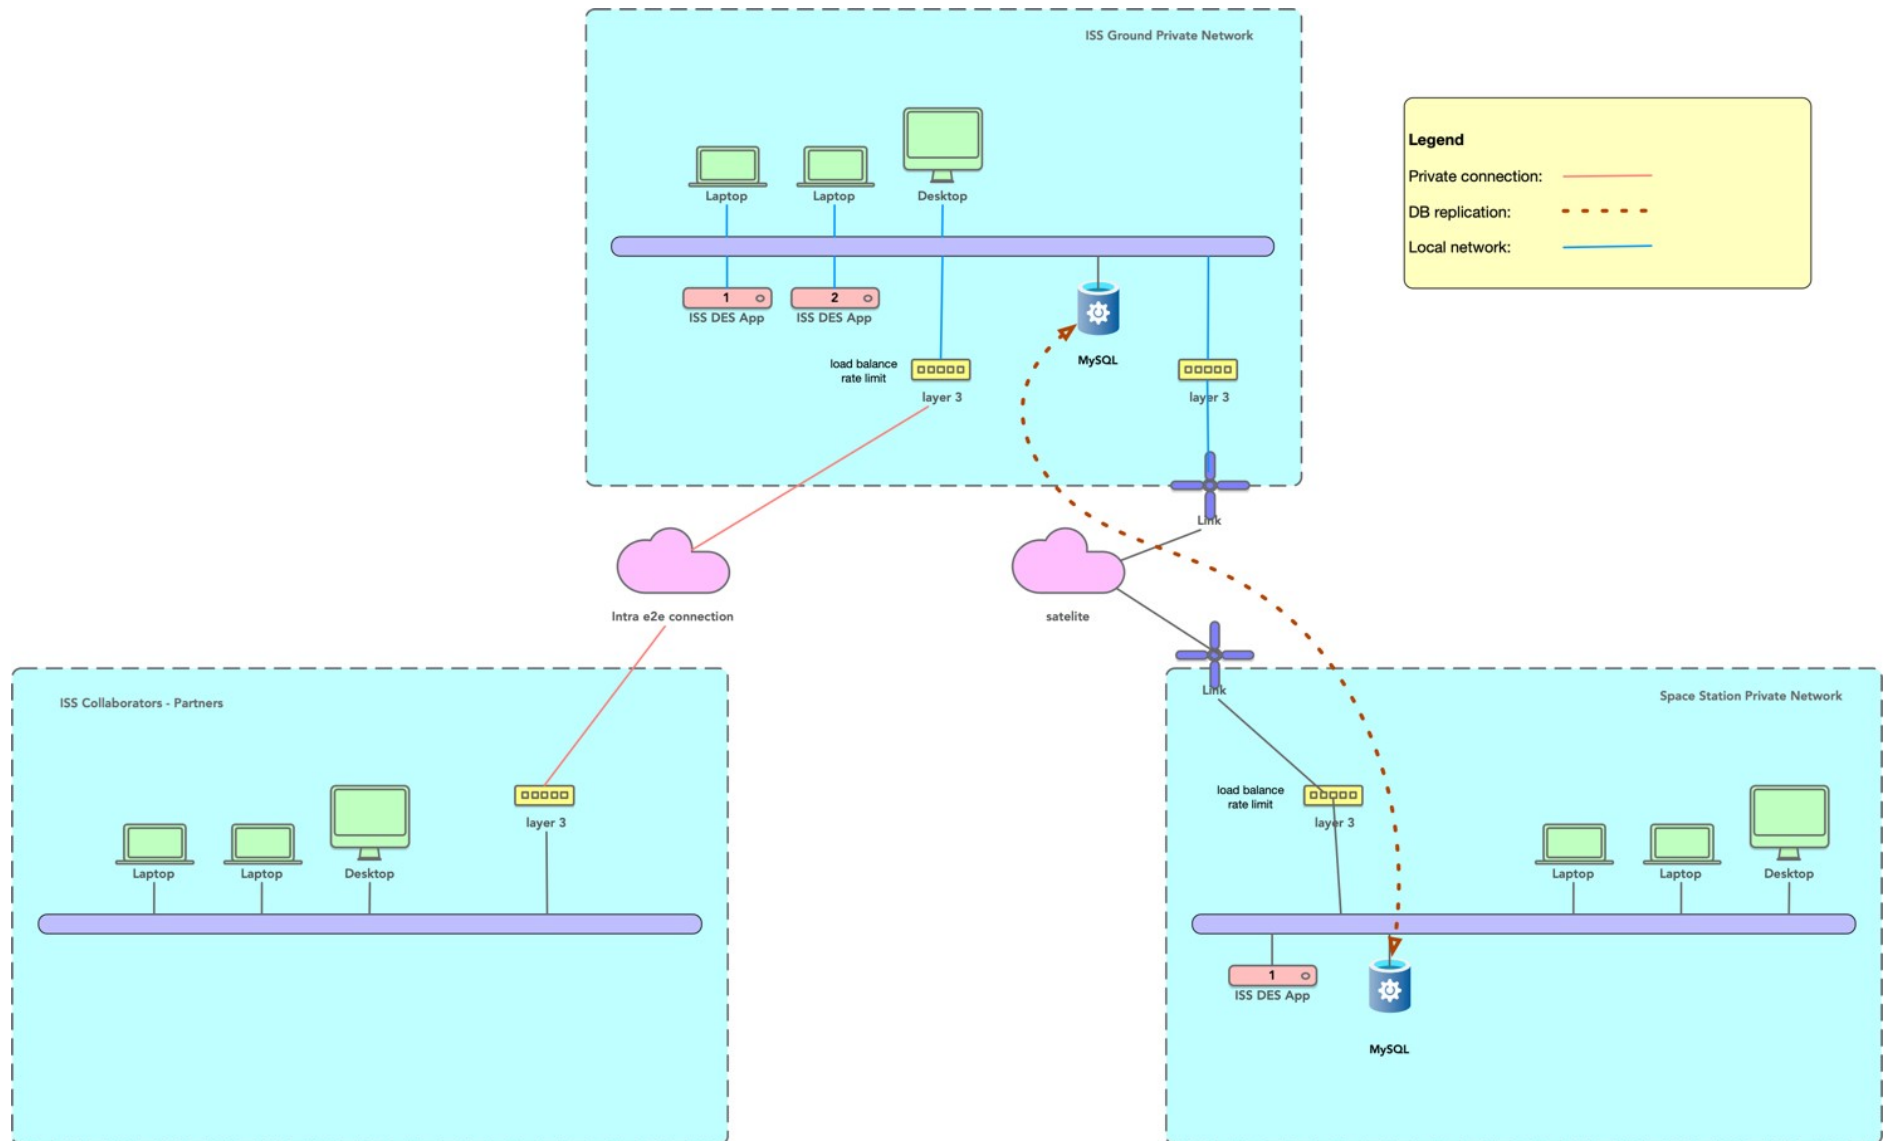 ISS Ground Private Network
Laptop
Laptop
Desktop
1
2
ISS DES App
ISS DES App
load balance
rate limit
layer 3
MySQL
layer 3
Link
Legend
Private connection:
DB replication:
Local network:
Intra e2e connection
satelite
Link
ISS Collaborators - Partners
layer 3
Laptop
Laptop
Desktop
Space Station Private Network
load balance
rate limit
layer 3
Laptop
Laptop
Desktop
1
ISS DES App
MySQL